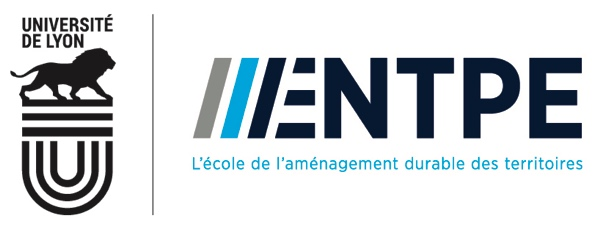 UNIVERSITÉ
DE LYON
ENTPE
L'école de l'aménagement durable des territoires